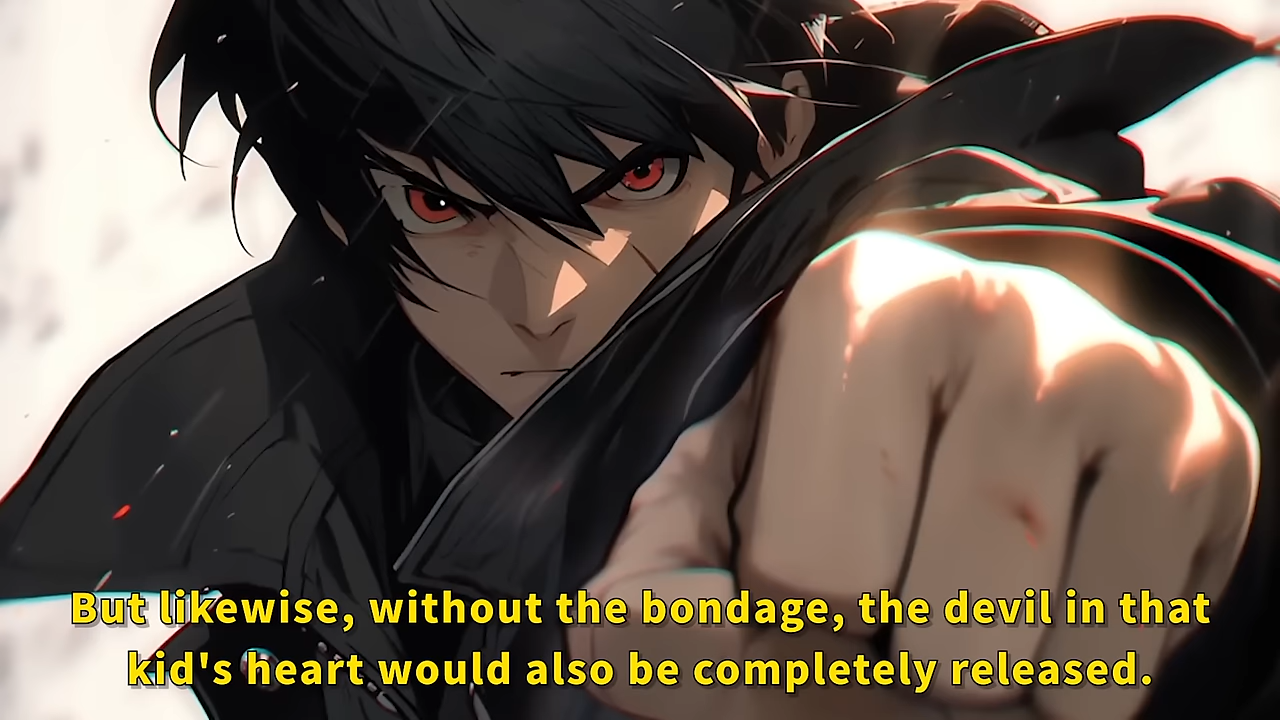 But likewise, without the bondage, the devil in that
kid's heart would also be completely released.